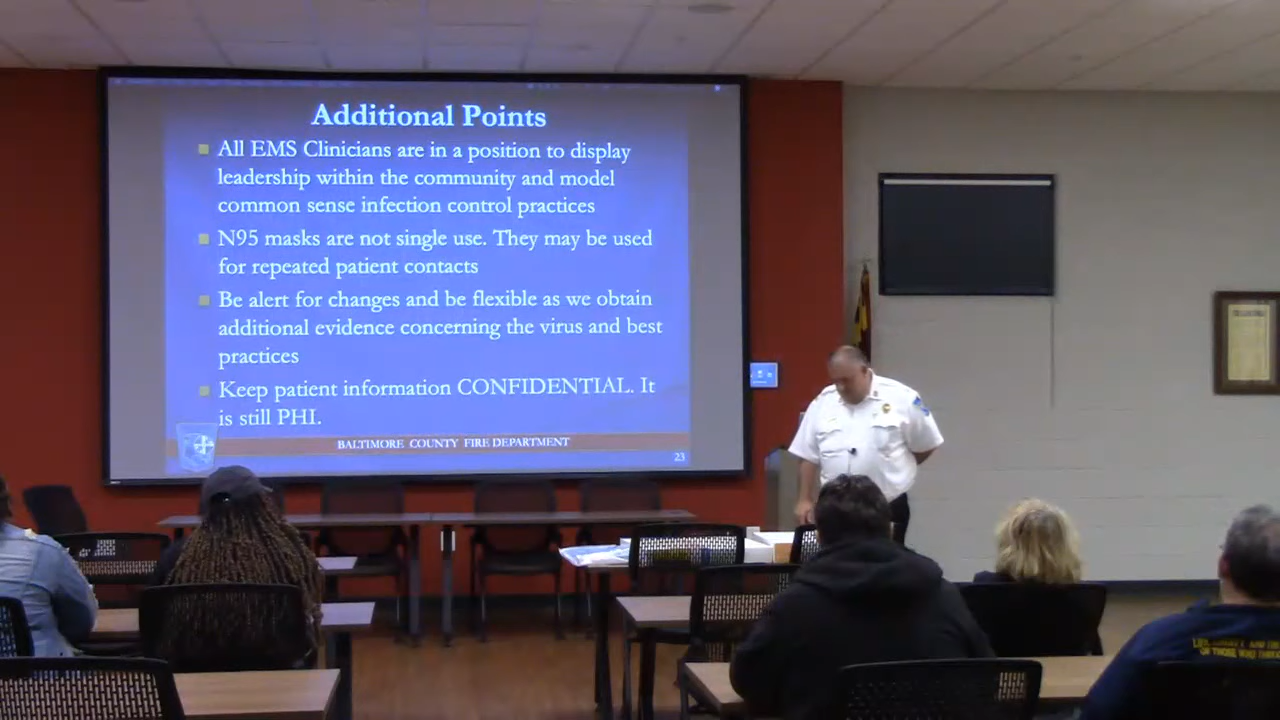 Additional Points
All EMS Clinicians are in a position to display
leadership within the community and model
common sense infection control practices
N95 masks are not single use. They may be used
for repeated patient contacts
Be alert for changes and be flexible as we obtain
additional evidence concerning the virus and best
practices
Keep patient information CONFIDENTIAL. It
is still PHI.
BALTIMORE COUNTY FIRE DEPARTMENT
23